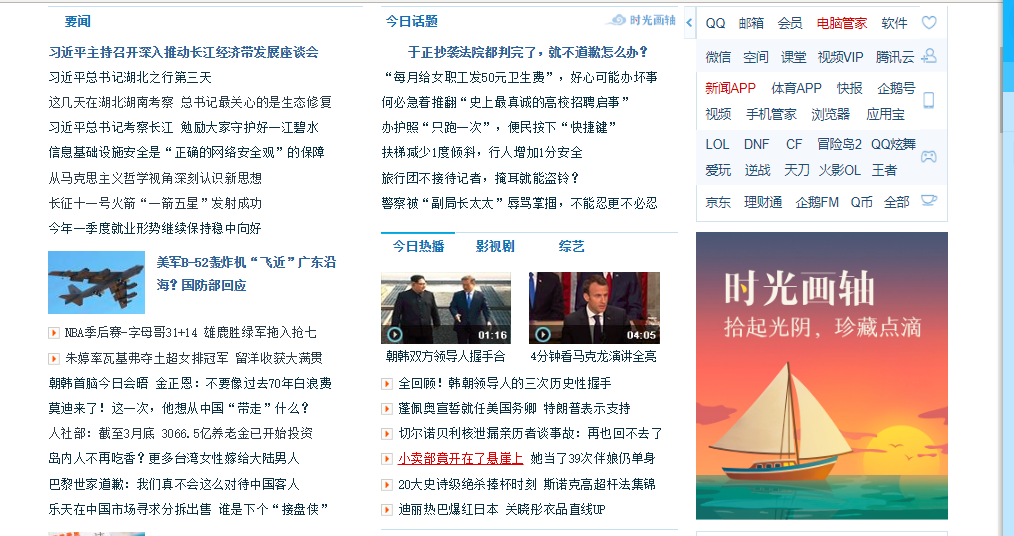 要闻
习近平主持召开深入推动长江经济带发展座谈会
习近平总书记湖北之行第三天
这几天在湖北湖南考察 总书记最关心的是生态修复
习近平总书记考察长江 勉励大家守护好一江碧水
信息基础设施安全是“正确的网络安全观”的保障
从马克思主义哲学视角深刻认识新思想
长征十一号火箭“一箭五星”发射成功
今年一季度就业形势继续保持稳中向好
美军B-52轰炸机“飞近”广东沿
海？国防部回应
NBA季后赛-字母哥31+14 雄鹿胜绿军拖入抢七
朱婷率瓦基弗夺土超女排冠军 留洋收获大满贯
朝韩首脑今日会晤 金正恩：不要像过去70年白浪费
莫迪来了！这一次，他想从中国“带走”什么？
人社部：截至3月底 3066.5亿养老金已开始投资
岛内人不再吃香？更多台湾女性嫁给大陆男人
巴黎世家道歉：我们真不会这么对待中国客人
乐天在中国市场寻求分拆出售 谁是下个“接盘侠”
今日话题
时光画轴
于正抄袭法院都判完了，就不道歉怎么办？
“每月给女职工发50元卫生费”，好心可能办坏事
何必急着推翻“史上最真诚的高校招聘启事”
办护照“只跑一次”，便民按下“快捷键”
扶梯减少1度倾斜，行人增加1分安全
旅行团不接待记者，掩耳就能盗铃？
警察被“副局长太太”辱骂掌掴，不能忍更不必忍
今日热播 影视剧 综艺
01:16
04:05
朝韩双方领导人握手合
4分钟看马克龙演讲全亮
全回顾！韩朝领导人的三次历史性握手
蓬佩奥宣誓就任美国务卿 特朗普表示支持
切尔诺贝利核泄漏亲历者谈事故：再也回不去了
小卖部竟开在了悬崖上 她当了39次伴娘仍单身
20大史诗级绝杀捧杯时刻 斯诺克高超杆法集锦
迪丽热巴爆红日本 关晓彤衣品直线UP
QQ 邮箱 会员 电脑管家 软件
微信 空间 课堂 视频VIP 腾讯云
新闻APP 体育APP 快报 企鹅号
视频 手机管家 浏览器 应用宝
LOL DNF CF 冒险岛2 QQ炫舞
爱玩 逆战 天刀 火影OL 王者
京东 理财通 企鹅FM Q币 全部
时光画轴
拾起光阴，珍藏点滴